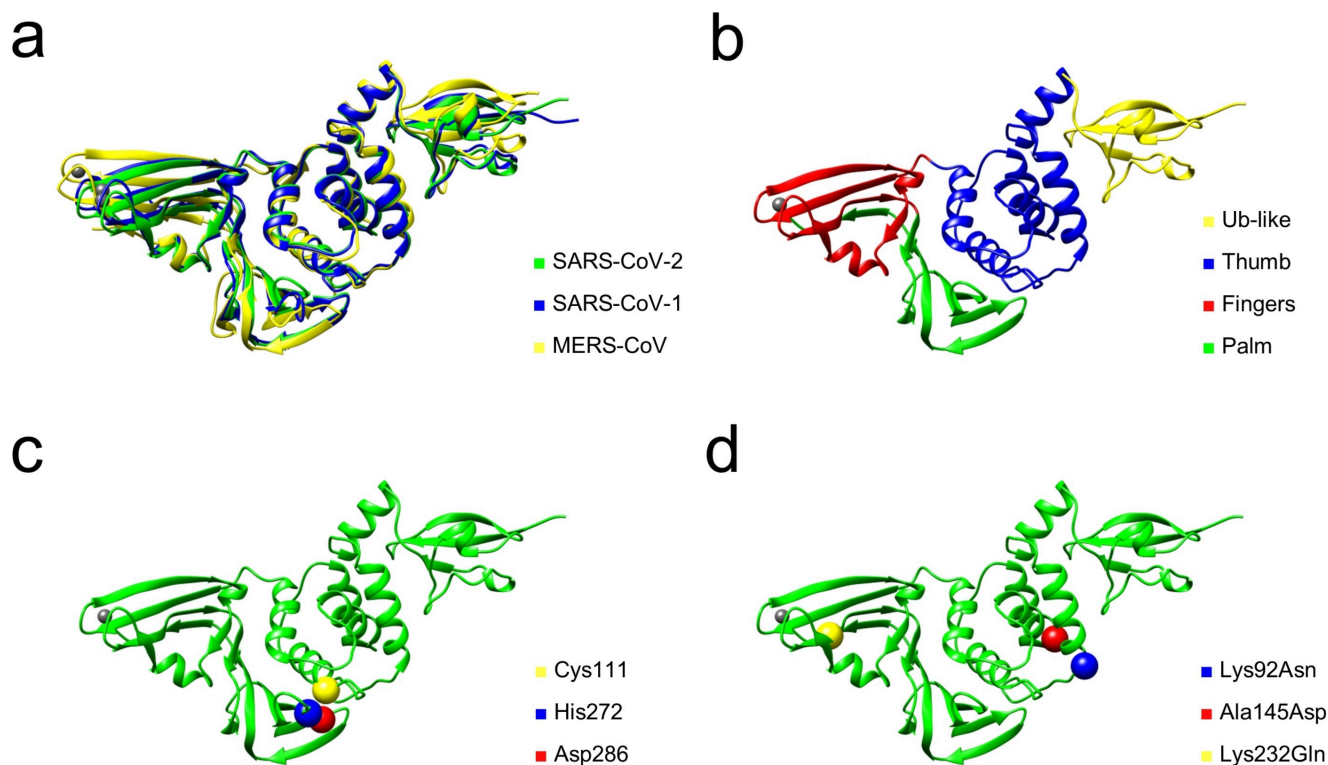 a
SARS-CoV-2
SARS-CoV-1
MERS-CoV
b
Ub-like
Thumb
Fingers
Palm
c
Cys111
His272
Asp286
d
Lys92Asn
Ala145Asp
Lys232Gln